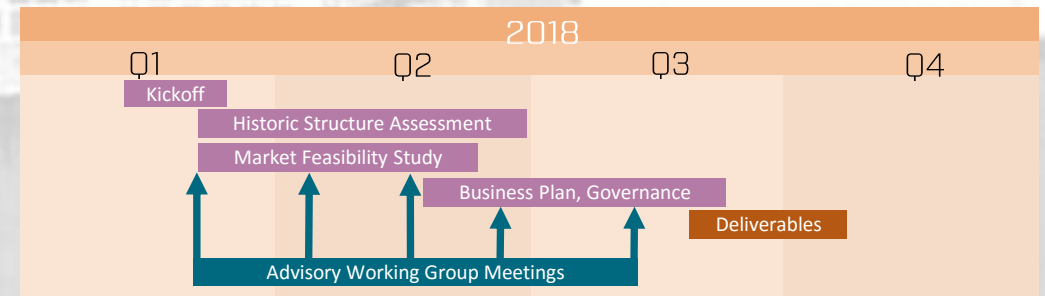 2018
Q1 Q2 Q3 Q4
Kickoff
Historic Structure Assessment
Market Feasibility Study
Business Plan, Governance
Deliverables
Advisory Working Group Meetings